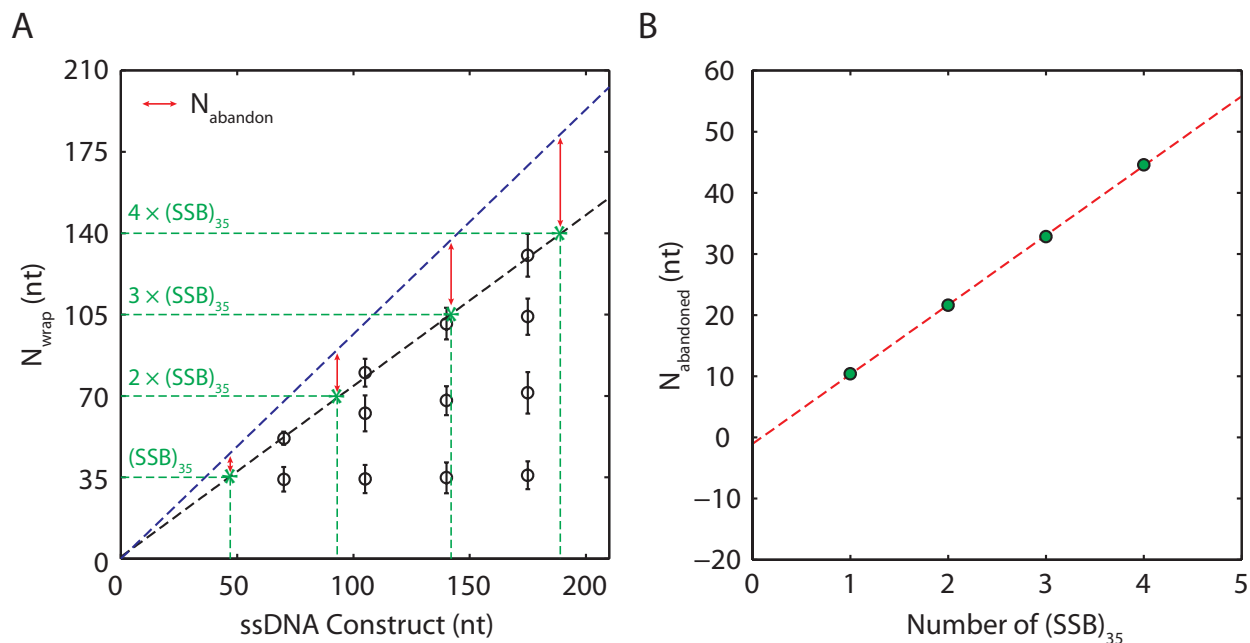 A
210
175
140
105
70
35
0
N_abandon
4 × (SSB)_35
3 × (SSB)_35
2 × (SSB)_35
(SSB)_35
N_wrap (nt)
0 50 100 150 200
ssDNA Construct (nt)
B
60
50
40
30
20
10
0
−10
−20
N_abandoned (nt)
0 1 2 3 4 5
Number of (SSB)_35